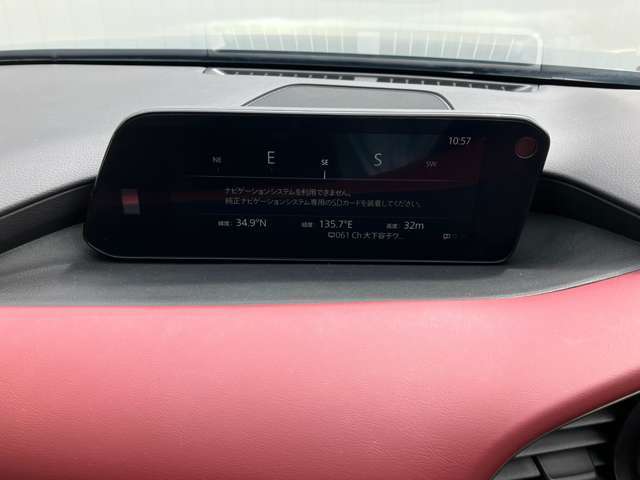 10:57
NE E SE S SW
ナビゲーションシステムを利用できません。
純正ナビゲーションシステム専用のSDカードを装着してください。
緯度: 34.9°N 経度: 135.7°E 高度: 32m
061 Ch 大下容子ワ..